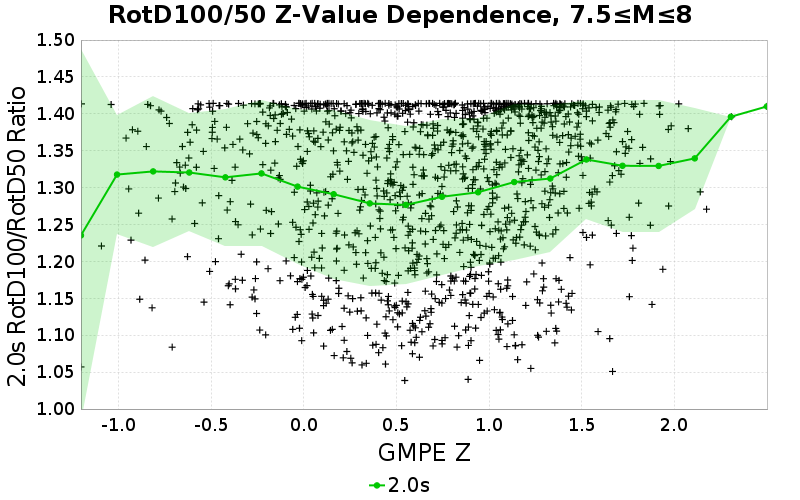 RotD100/50 Z-Value Dependence, 7.5≤M≤8
2.0s RotD100/RotD50 Ratio
1.50
1.45
1.40
1.35
1.30
1.25
1.20
1.15
1.10
1.05
1.00
-1.0 -0.5 0.0 0.5 1.0 1.5 2.0
GMPE Z
2.0s